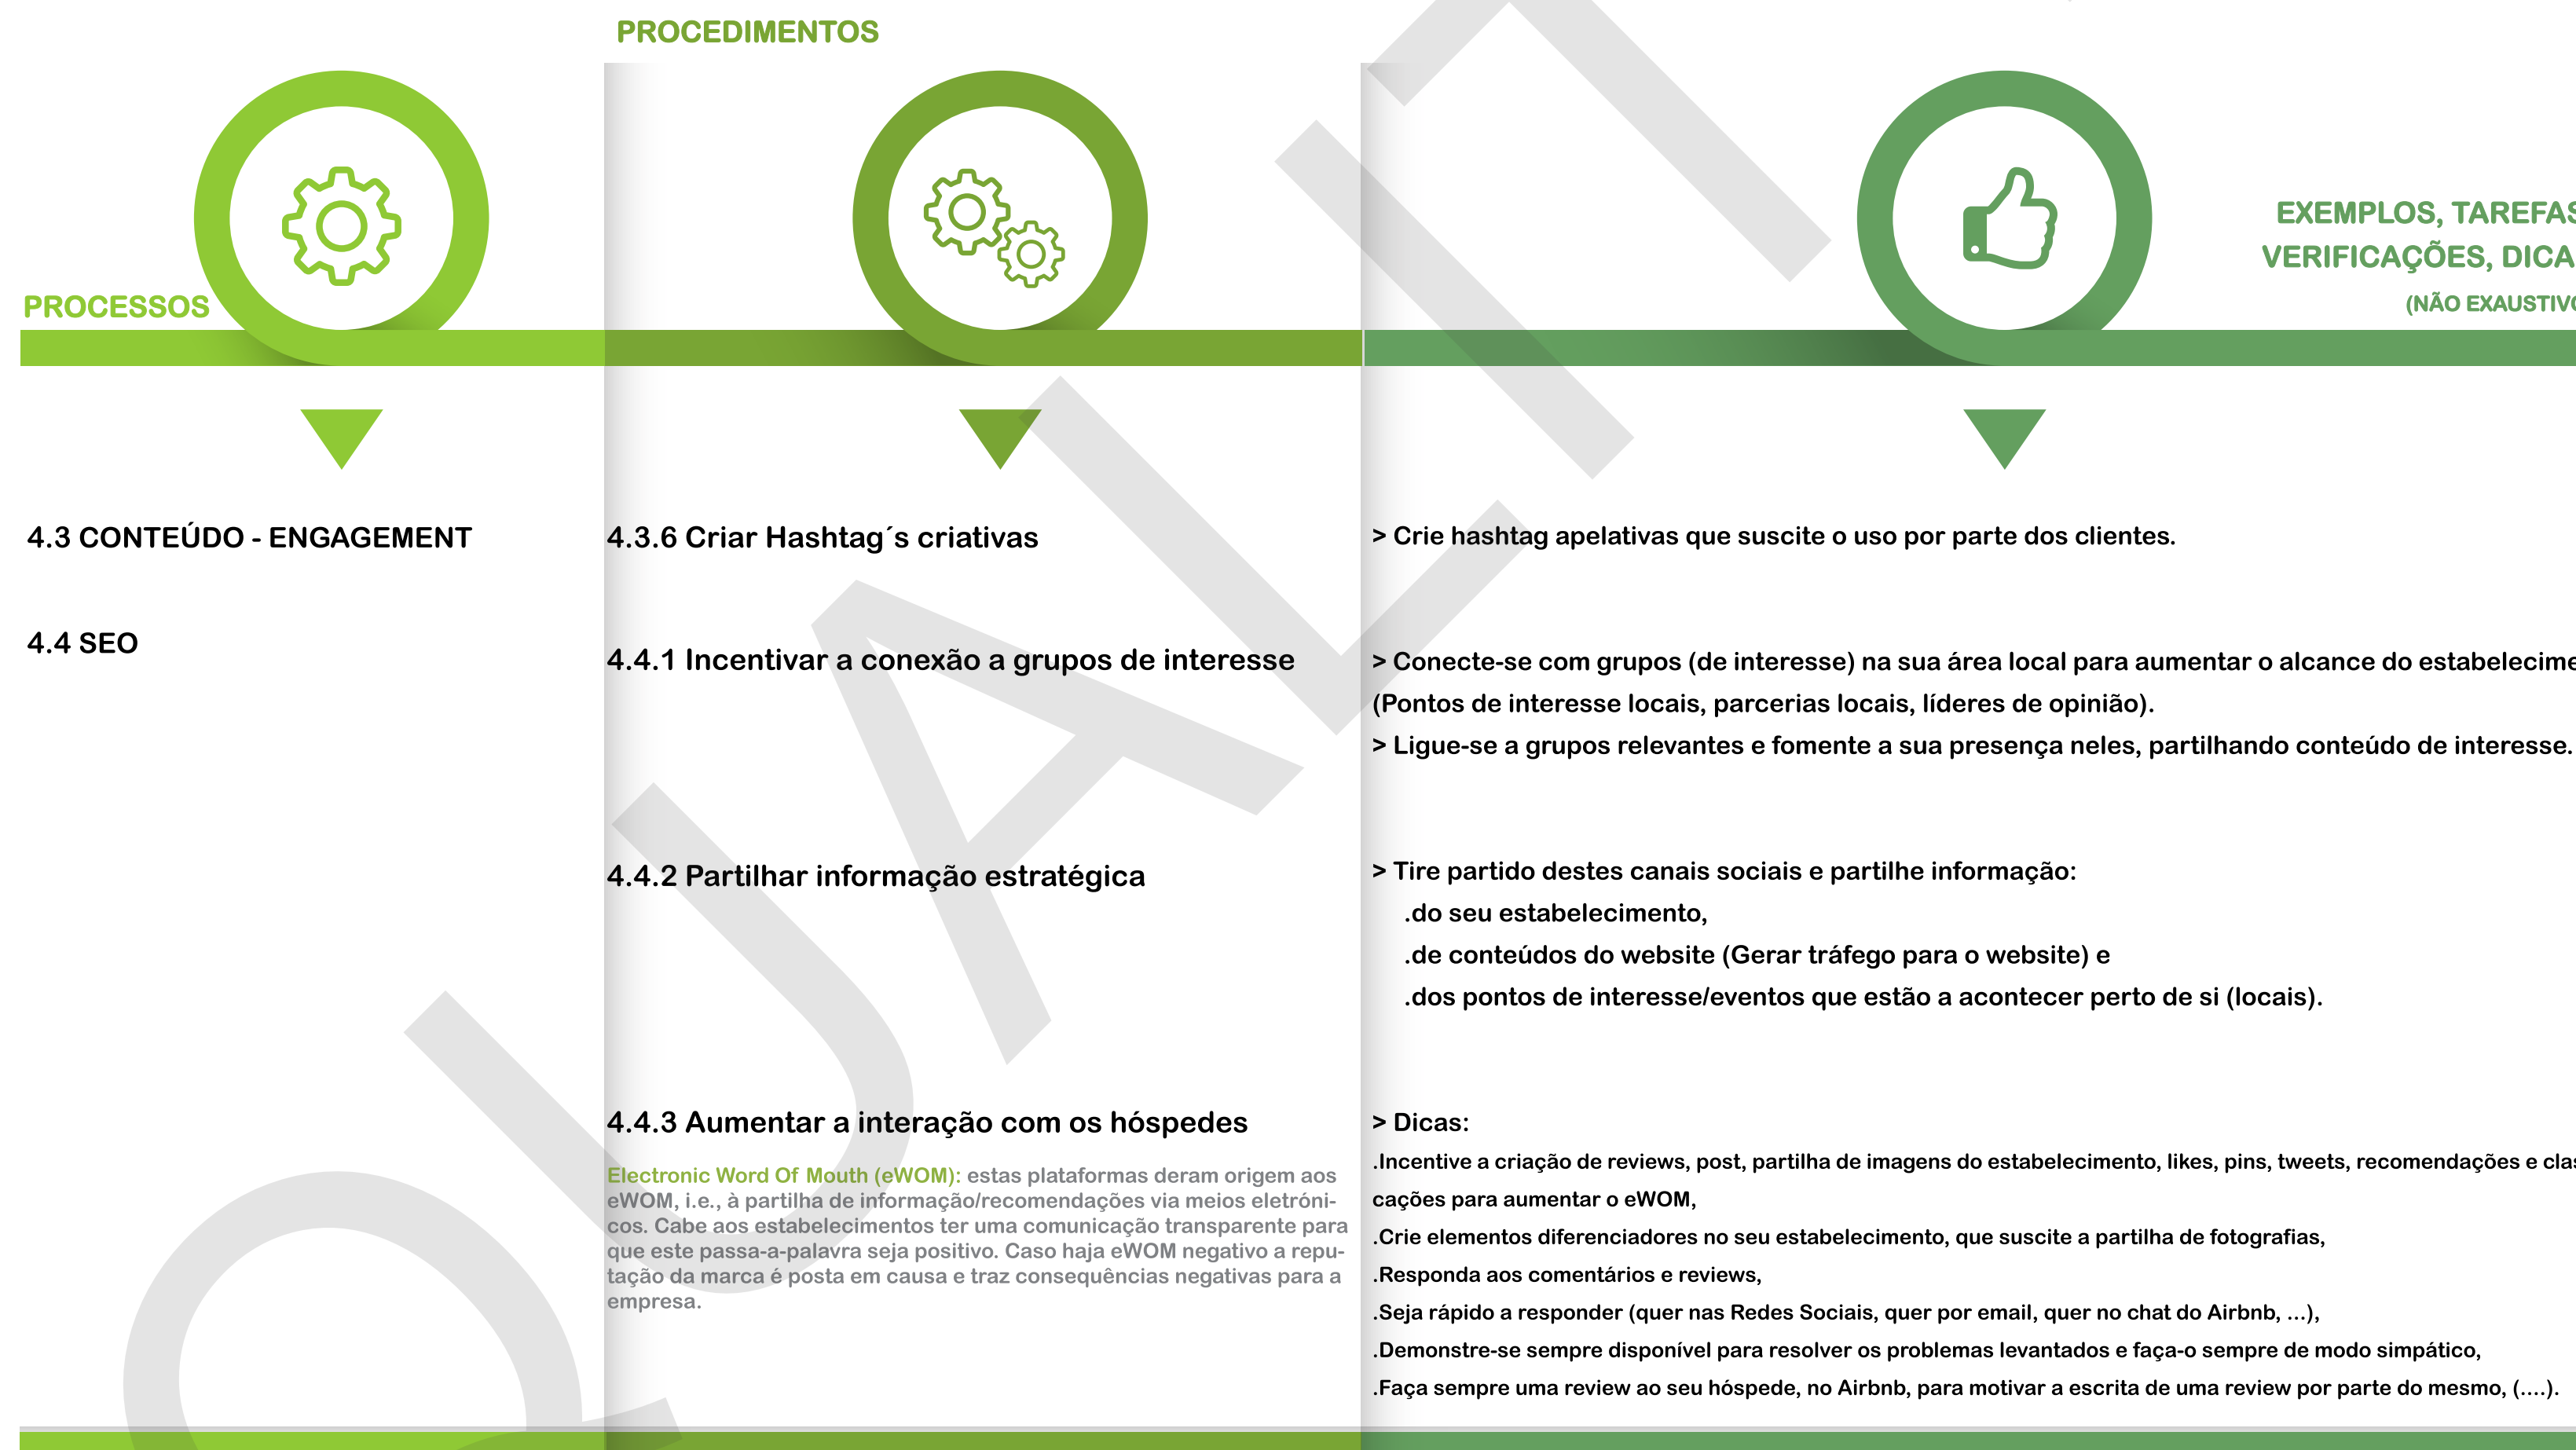 PROCEDIMENTOS
EXEMPLOS, TAREFAS
VERIFICAÇÕES, DICA
(NÃO EXAUSTIVO
PROCESSOS
4.3 CONTEÚDO - ENGAGEMENT
4.3.6 Criar Hashtag´s criativas
> Crie hashtag apelativas que suscite o uso por parte dos clientes.
4.4 SEO
4.4.1 Incentivar a conexão a grupos de interesse
> Conecte-se com grupos (de interesse) na sua área local para aumentar o alcance do estabelecime
(Pontos de interesse locais, parcerias locais, líderes de opinião).
> Ligue-se a grupos relevantes e fomente a sua presença neles, partilhando conteúdo de interesse.
4.4.2 Partilhar informação estratégica
> Tire partido destes canais sociais e partilhe informação:
.do seu estabelecimento,
.de conteúdos do website (Gerar tráfego para o website) e
.dos pontos de interesse/eventos que estão a acontecer perto de si (locais).
4.4.3 Aumentar a interação com os hóspedes
Electronic Word Of Mouth (eWOM): estas plataformas deram origem aos
eWOM, i.e., à partilha de informação/recomendações via meios eletróni-
cos. Cabe aos estabelecimentos ter uma comunicação transparente para
que este passa-a-palavra seja positivo. Caso haja eWOM negativo a repu-
tação da marca é posta em causa e traz consequências negativas para a
empresa.
> Dicas:
.Incentive a criação de reviews, post, partilha de imagens do estabelecimento, likes, pins, tweets, recomendações e clas
cações para aumentar o eWOM,
.Crie elementos diferenciadores no seu estabelecimento, que suscite a partilha de fotografias,
.Responda aos comentários e reviews,
.Seja rápido a responder (quer nas Redes Sociais, quer por email, quer no chat do Airbnb, ...),
.Demonstre-se sempre disponível para resolver os problemas levantados e faça-o sempre de modo simpático,
.Faça sempre uma review ao seu hóspede, no Airbnb, para motivar a escrita de uma review por parte do mesmo, (....).